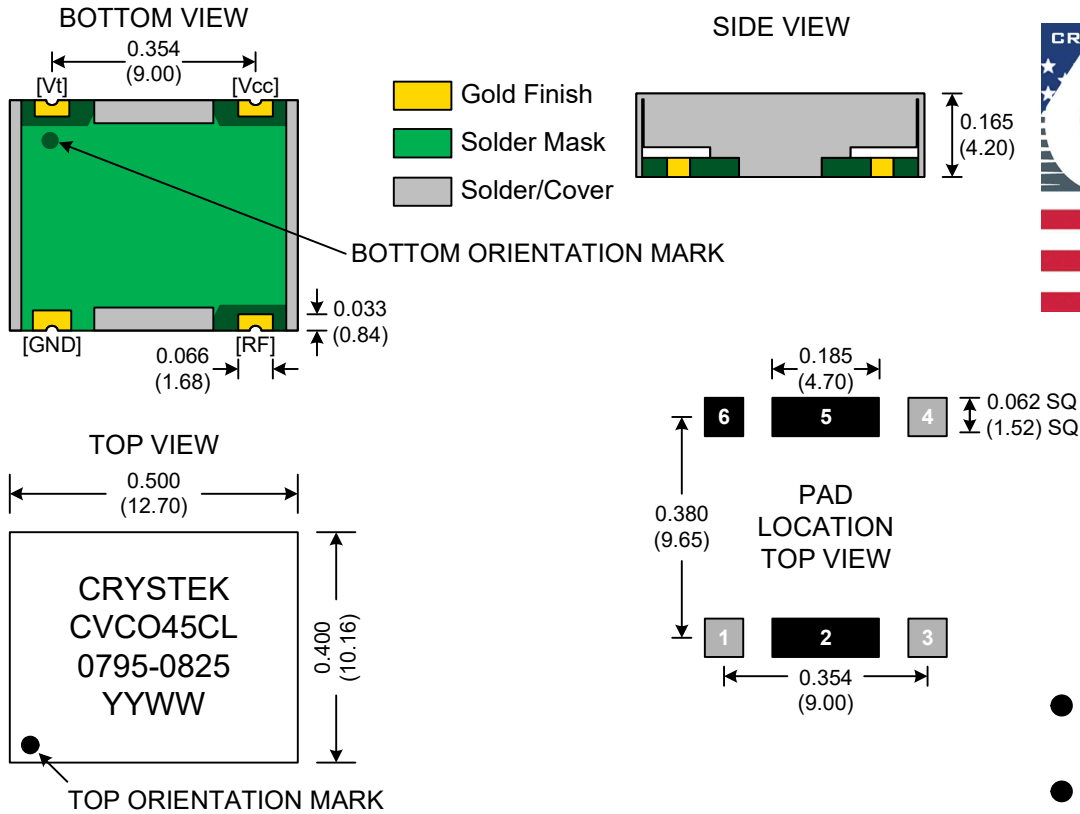 BOTTOM VIEW
0.354
(9.00)
[Vt]
[Vcc]
[GND]
[RF]
0.033
(0.84)
0.066
(1.68)
BOTTOM ORIENTATION MARK
Gold Finish
Solder Mask
Solder/Cover
SIDE VIEW
0.165
(4.20)
CR
TOP VIEW
0.500
(12.70)
CRYSTEK
CVCO45CL
0795-0825
YYWW
0.400
(10.16)
TOP ORIENTATION MARK
0.185
(4.70)
6
5
4
0.062 SQ
(1.52) SQ
0.380
(9.65)
PAD
LOCATION
TOP VIEW
1
2
3
0.354
(9.00)